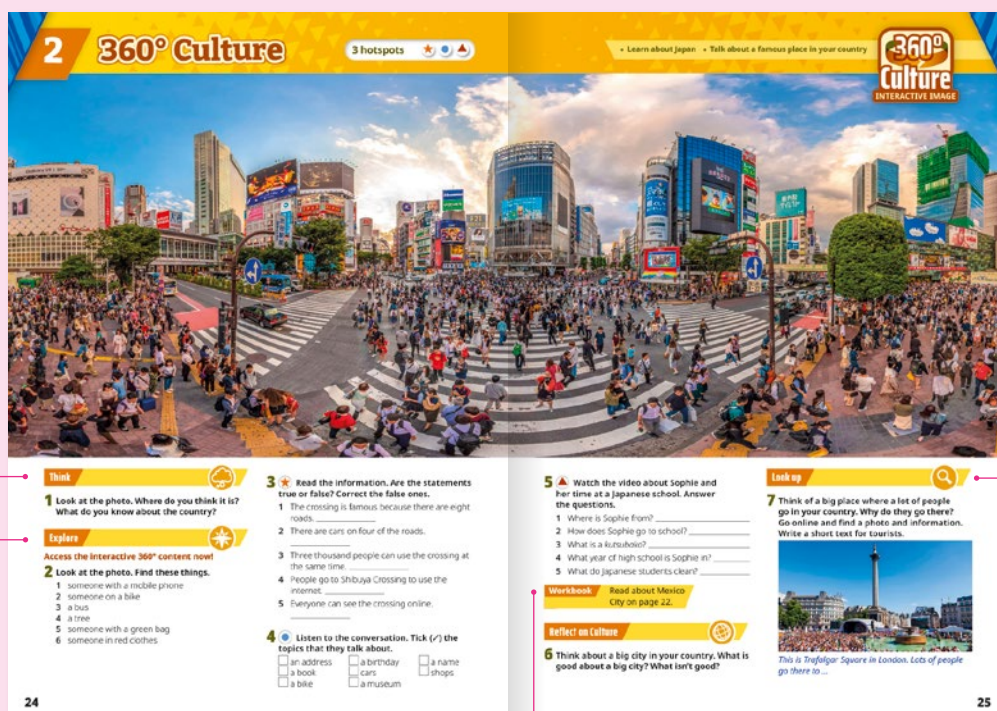 2
360° Culture
3 hotspots
• Learn about Japan • Talk about a famous place in your country
360°
Culture
INTERACTIVE IMAGE
Think
1 Look at the photo. Where do you think it is?
What do you know about the country?
Explore
Access the interactive 360° content now!
2 Look at the photo. Find these things.
1 someone with a mobile phone
2 someone on a bike
3 a bus
4 a tree
5 someone with a green bag
6 someone in red clothes
3 Read the information. Are the statements
true or false? Correct the false ones.
1 The crossing is famous because there are eight
roads. ____________
2 There are cars on four of the roads.
____________
3 Three thousand people can use the crossing at
the same time. ____________
4 People go to Shibuya Crossing to use the
internet. ____________
5 Everyone can see the crossing online.
____________
4 Listen to the conversation. Tick (✓) the
topics that they talk about.
an address a birthday a name
a book cars shops
a bike a museum
24
5 Watch the video about Sophie and
her time at a Japanese school. Answer
the questions.
1 Where is Sophie from? ____________
2 How does Sophie go to school? ____________
3 What is a kutsubako? ____________
4 What year of high school is Sophie in? ____________
5 What do Japanese students clean? ____________
Workbook Read about Mexico
City on page 22.
Reflect on Culture
6 Think about a big city in your country. What is
good about a big city? What isn't good?
Look up
7 Think of a big place where a lot of people
go in your country. Why do they go there?
Go online and find a photo and information.
Write a short text for tourists.
This is Trafalgar Square in London. Lots of people
go there to ...
25